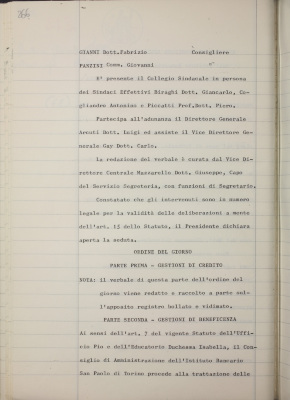 GIANNI Dott.Fabrizio Consigliere
PANZINI Comm. Giovanni "
E' presente il Collegio Sindacale in persona
dei Sindaci Effettivi Biraghi Dott. Giancarlo, Ca-
gliandro Antonino e Pieratti Prof.Dott. Piero.
Partecipa all'adunanza il Direttore Generale
Arcuti Dott. Luigi ed assiste il Vice Direttore Ge-
nerale Gay Dott. Carlo.
La redazione del verbale è curata dal Vice Di-
rettore Centrale Mazzarello Dott. Giuseppe, Capo
del Servizio Segreteria, con funzioni di Segretario.
Constatato che gli intervenuti sono in numero
legale per la validità delle deliberazioni a mente
dell'art. 15 dello Statuto, il Presidente dichiara
aperta la seduta.
ORDINE DEL GIORNO
PARTE PRIMA - GESTIONI DI CREDITO
NOTA: il verbale di questa parte dell'ordine del
giorno viene redatto e raccolto a parte sul-
l'apposito registro bollato e vidimato.
PARTE SECONDA - GESTIONI DI BENEFICENZA
Ai sensi dell'art. 7 del vigente Statuto dell'Uffi-
cio Pio e dell'Educatorio Duchessa Isabella, il Con-
siglio di Amministrazione dell'Istituto Bancario
San Paolo di Torino procede alla trattazione delle